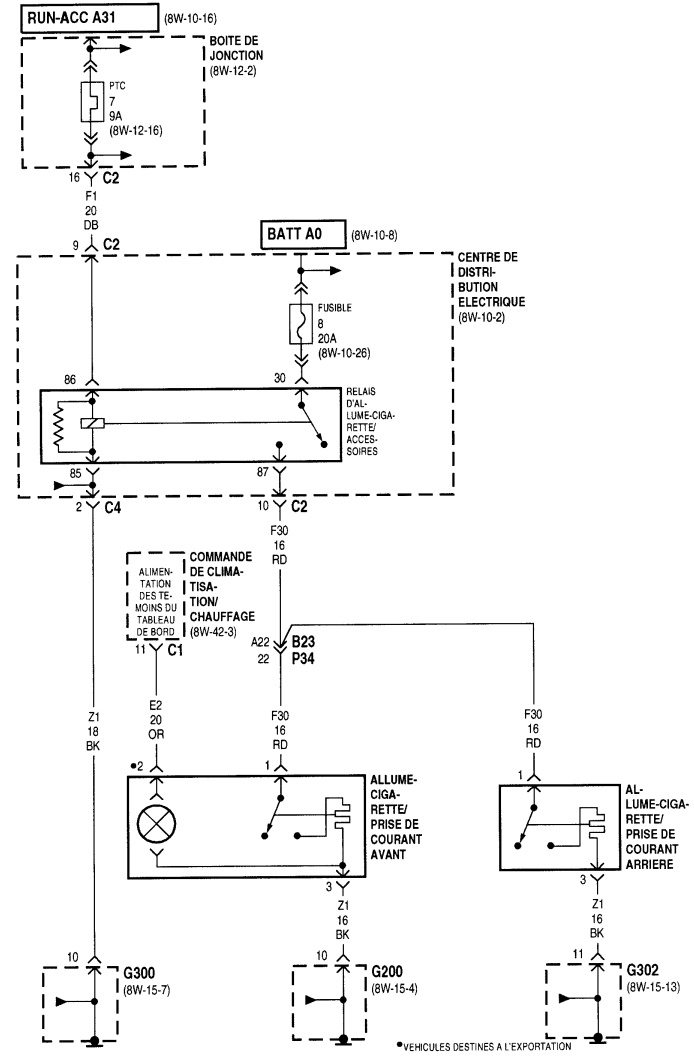 RUN-ACC A31
(8W-10-16)
BOITE DE
JONCTION
(8W-12-2)
PTC
7
9A
(8W-12-16)
16
C2
F1
20
DB
9
C2
BATT A0
(8W-10-8)
CENTRE DE
DISTRI-
BUTION
ELECTRIQUE
(8W-10-2)
FUSIBLE
8
20A
(8W-10-26)
86
30
RELAIS
D'AL-
LUME-CIGA-
RETTE/
ACCES-
SOIRES
85
87
2
C4
10
C2
F30
16
RD
ALIMEN-
TATION
DES TE-
MOINS DU
TABLEAU
DE BORD
COMMANDE
DE CLIMA-
TISA-
TION/
CHAUFFAGE
(8W-42-3)
11
C1
A22
B23
22
P34
Z1
18
BK
E2
20
OR
F30
16
RD
F30
16
RD
2
1
1
ALLUME-
CIGA-
RETTE/
PRISE DE
COURANT
AVANT
AL-
LUME-CIGA-
RETTE/
PRISE DE
COURANT
ARRIERE
3
3
Z1
16
BK
Z1
16
BK
10
G300
(8W-15-7)
10
G200
(8W-15-4)
11
G302
(8W-15-13)
VEHICULES DESTINES A L'EXPORTATION